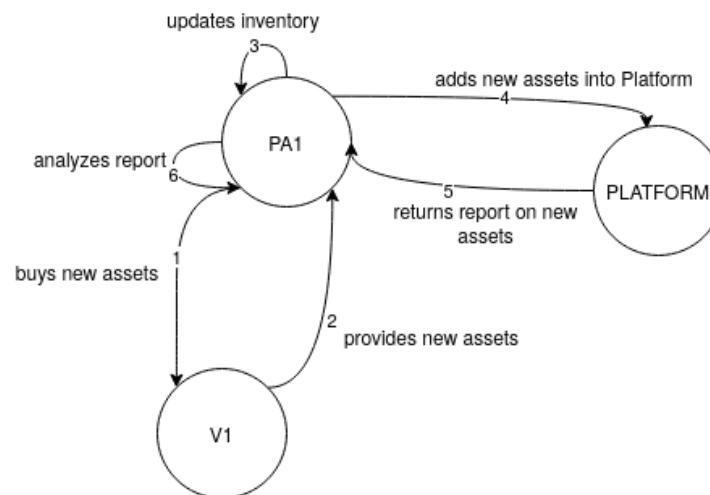 updates inventory
3
adds new assets into Platform
4
PA1
analyzes report
6
PLATFORM
5
returns report on new
assets
1
buys new assets
2
provides new assets
V1